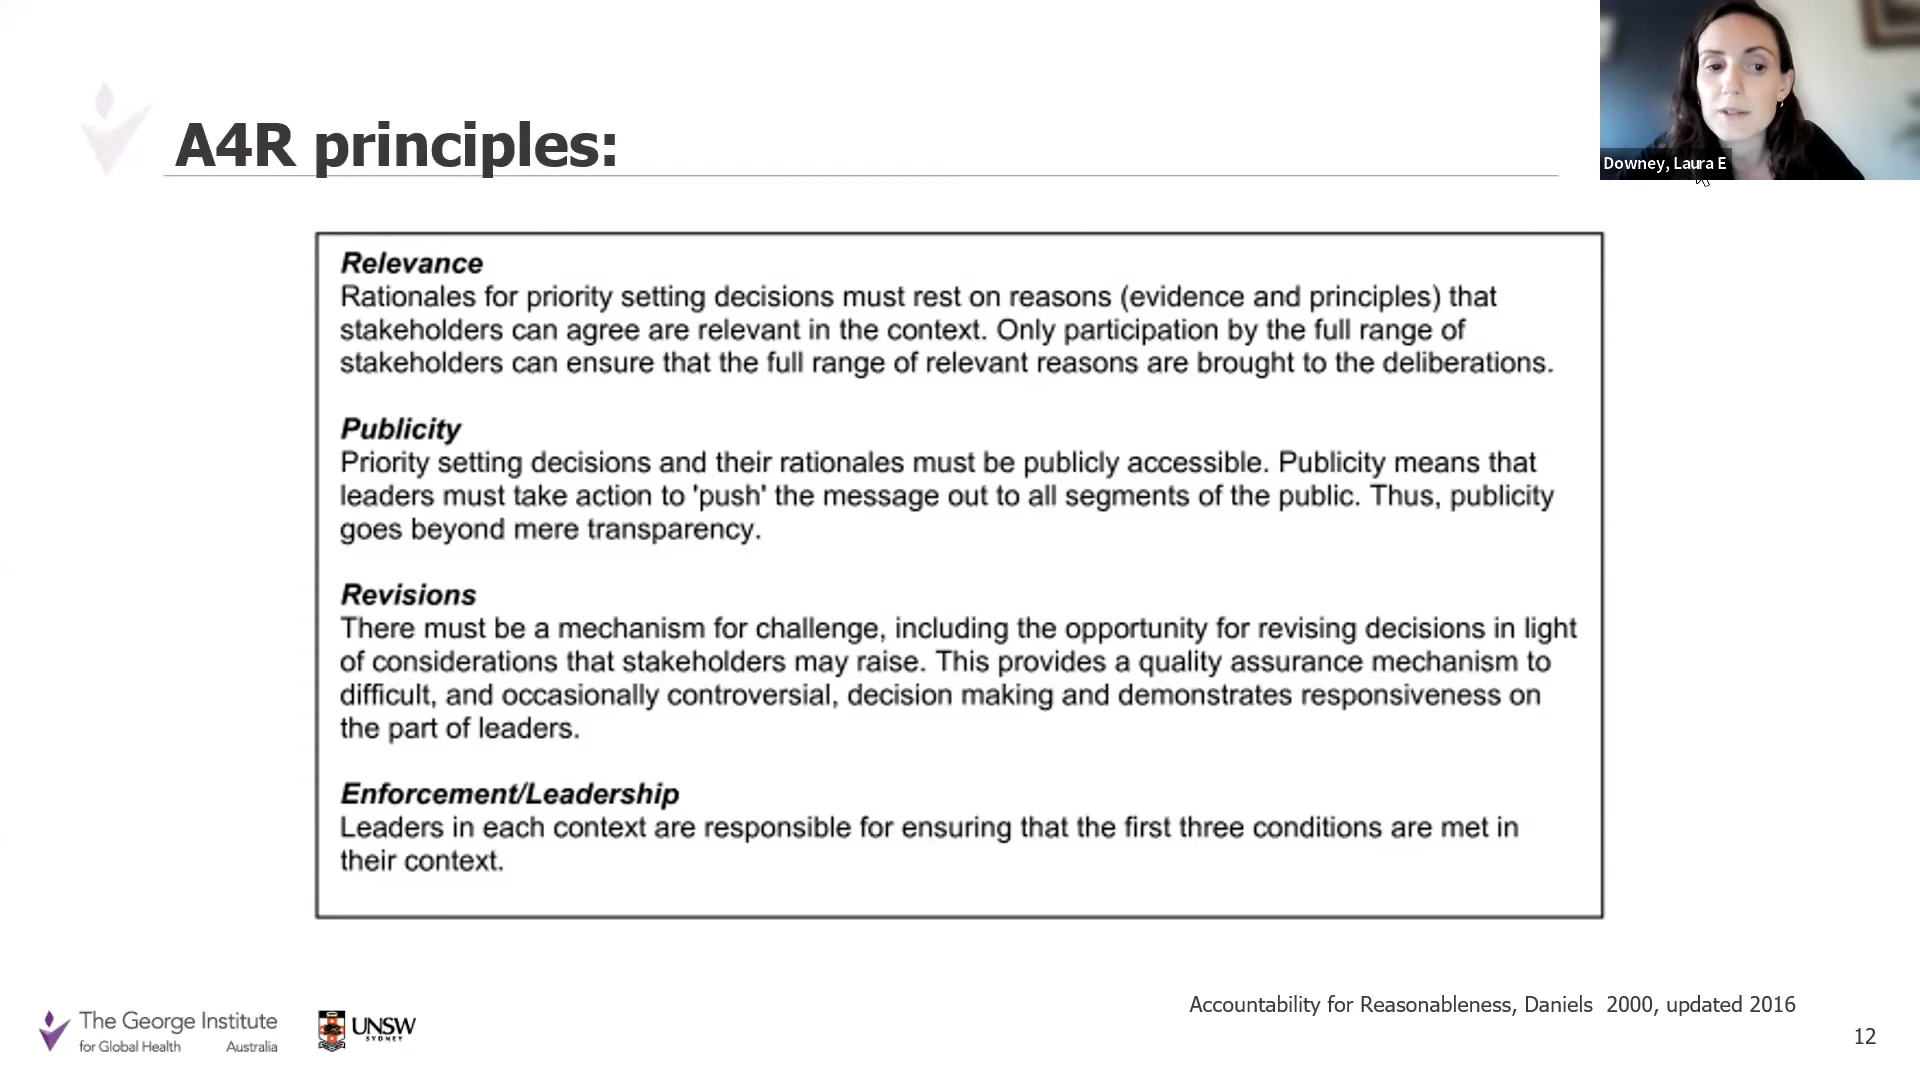 Downey, Laura E
A4R principles:
Relevance
Rationales for priority setting decisions must rest on reasons (evidence and principles) that
stakeholders can agree are relevant in the context. Only participation by the full range of
stakeholders can ensure that the full range of relevant reasons are brought to the deliberations.
Publicity
Priority setting decisions and their rationales must be publicly accessible. Publicity means that
leaders must take action to 'push' the message out to all segments of the public. Thus, publicity
goes beyond mere transparency.
Revisions
There must be a mechanism for challenge, including the opportunity for revising decisions in light
of considerations that stakeholders may raise. This provides a quality assurance mechanism to
difficult, and occasionally controversial, decision making and demonstrates responsiveness on
the part of leaders.
Enforcement/Leadership
Leaders in each context are responsible for ensuring that the first three conditions are met in
their context.
Accountability for Reasonableness, Daniels 2000, updated 2016
The George Institute
for Global Health Australia
UNSW
SYDNEY
12